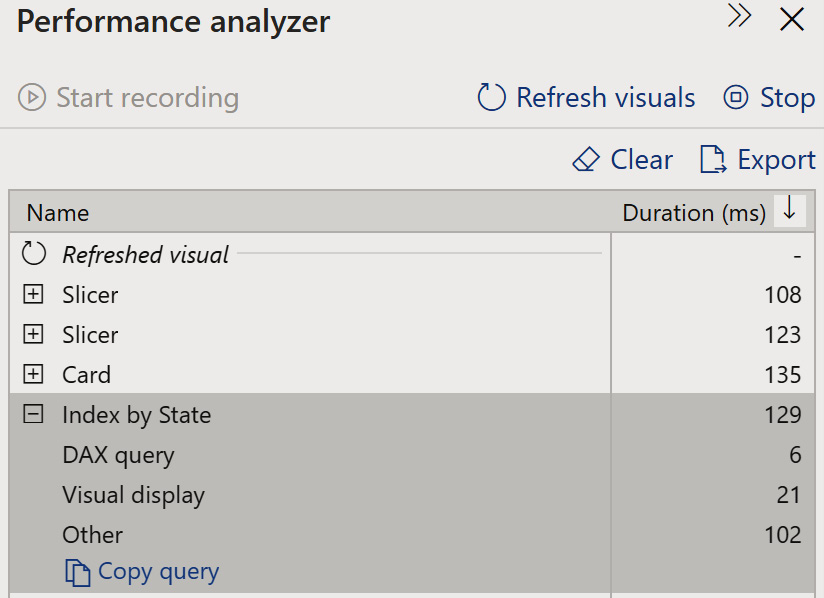 Performance analyzer
Start recording Refresh visuals Stop
Clear Export
Name Duration (ms)
Refreshed visual -
Slicer 108
Slicer 123
Card 135
Index by State 129
DAX query 6
Visual display 21
Other 102
Copy query